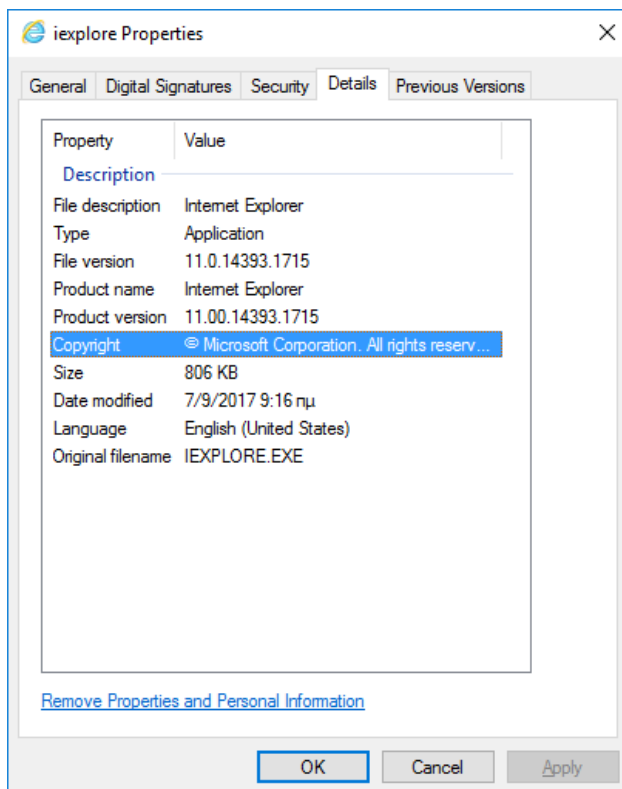 iexplore Properties
General Digital Signatures Security Details Previous Versions
Property Value
Description
File description Internet Explorer
Type Application
File version 11.0.14393.1715
Product name Internet Explorer
Product version 11.00.14393.1715
Copyright © Microsoft Corporation. All rights reserv...
Size 806 KB
Date modified 7/9/2017 9:16 πμ
Language English (United States)
Original filename IEXPLORE.EXE
Remove Properties and Personal Information
OK Cancel Apply